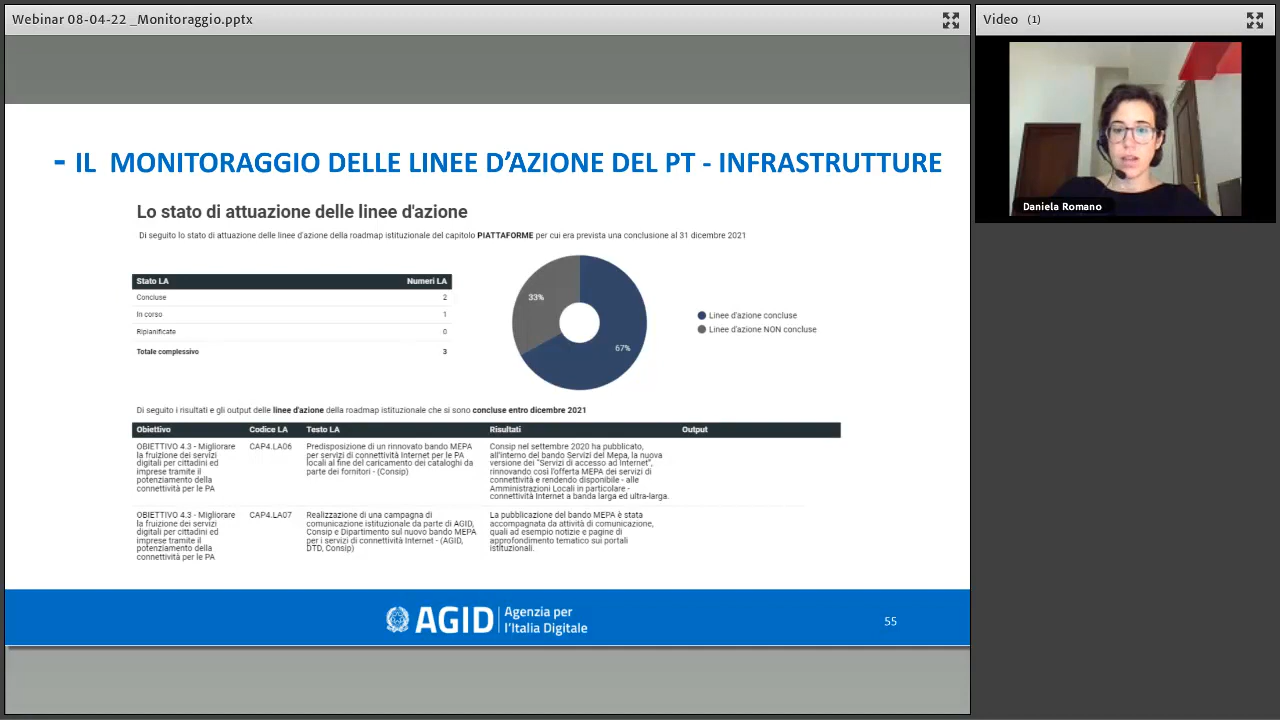 Webinar 08-04-22 _Monitoraggio.pptx
Video (1)
Daniela Romano
- IL MONITORAGGIO DELLE LINEE D’AZIONE DEL PT - INFRASTRUTTURE
Lo stato di attuazione delle linee d'azione
Di seguito lo stato di attuazione delle linee d'azione della roadmap istituzionale del capitolo PIATTAFORME per cui era prevista una conclusione al 31 dicembre 2021
Stato LA Numeri LA
Concluse 2
In corso 1
Ripianificate 0
Totale complessivo 3
33%
67%
Linee d'azione concluse
Linee d'azione NON concluse
Di seguito i risultati e gli output delle linee d'azione della roadmap istituzionale che si sono concluse entro dicembre 2021
Obiettivo Codice LA Testo LA Risultati Output
OBIETTIVO 4.3 - Migliorare
la fruizione dei servizi
digitali per cittadini ed
imprese tramite il
potenziamento della
connettività per le PA
CAP4.LA06
Predisposizione di un rinnovato bando MEPA
per servizi di connettività Internet per le PA
locali al fine del caricamento dei cataloghi da
parte dei fornitori - (Consip)
Consip nel settembre 2020 ha pubblicato,
all'interno del bando Servizi del Mepa, la nuova
versione dei “Servizi di accesso ad Internet”,
rinnovando così l'offerta MEPA dei servizi di
connettività e rendendo disponibile - alle
Amministrazioni Locali in particolare -
connettività Internet a banda larga ed ultra-larga.
OBIETTIVO 4.3 - Migliorare
la fruizione dei servizi
digitali per cittadini ed
imprese tramite il
potenziamento della
connettività per le PA
CAP4.LA07
Realizzazione di una campagna di
comunicazione istituzionale da parte di AGID,
Consip e Dipartimento sul nuovo bando MEPA
per i servizi di connettività Internet - (AGID,
DTD, Consip)
La pubblicazione del bando MEPA è stata
accompagnata da attività di comunicazione,
quali ad esempio notizie e pagine di
approfondimento tematico sui portali
istituzionali.
AGID
Agenzia per
l’Italia Digitale
55